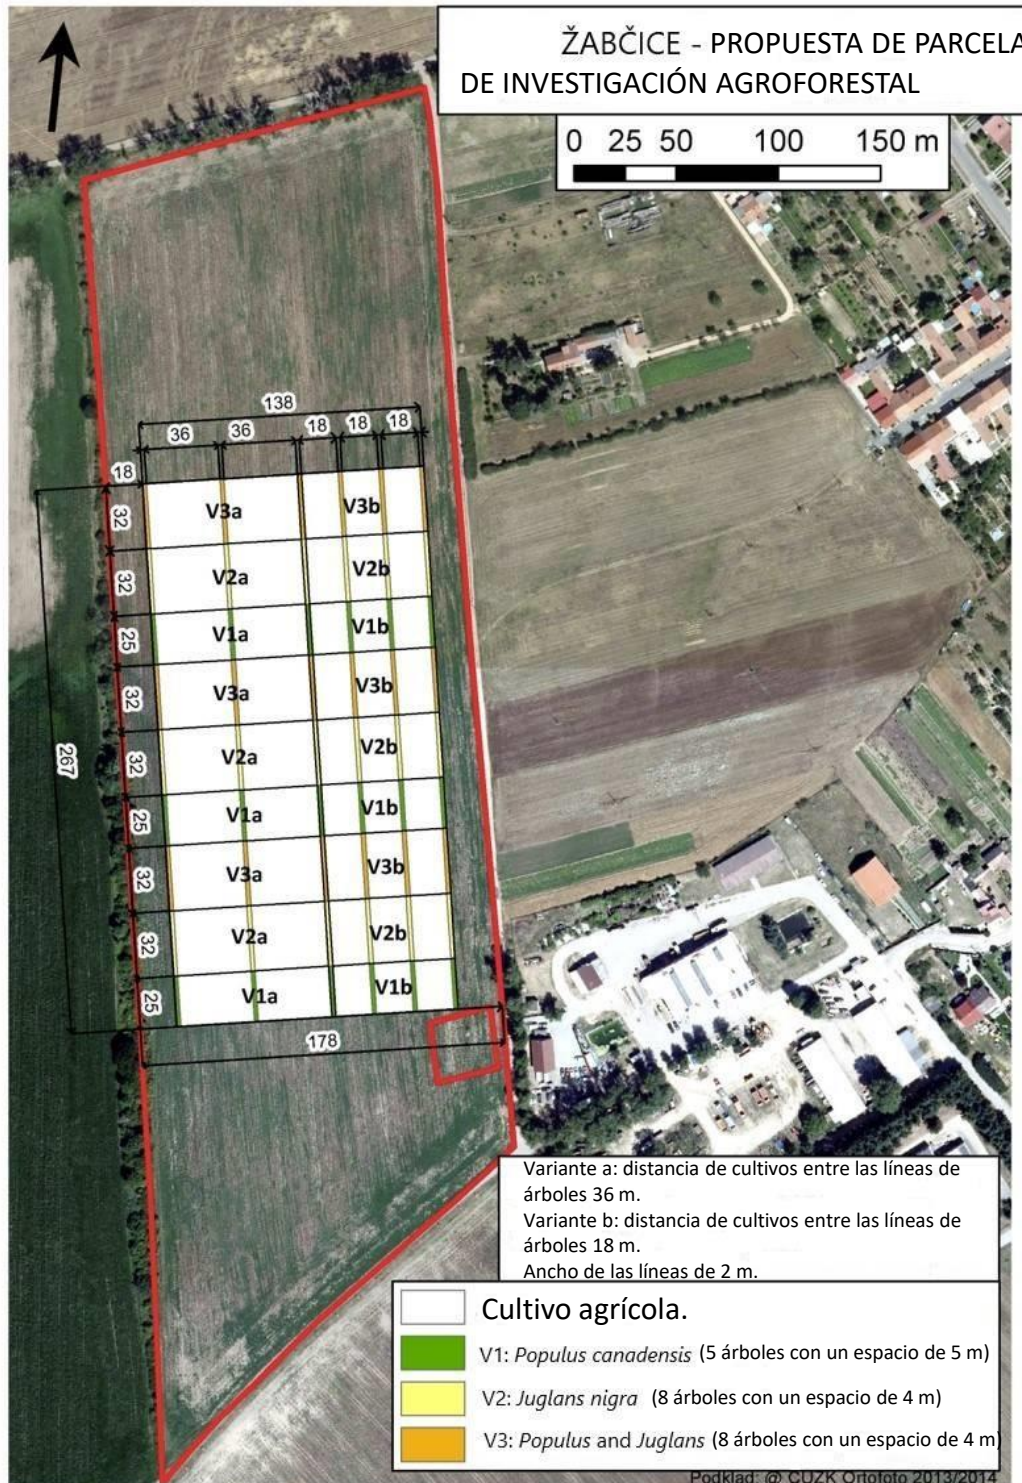 ŽABČICE - PROPUESTA DE PARCELA
DE INVESTIGACIÓN AGROFORESTAL
0 25 50 100 150 m
138
36 36 18 18 18
18
32 V3a V3b
32 V2a V2b
25 V1a V1b
32 V3a V3b
267
32 V2a V2b
25 V1a V1b
32 V3a V3b
32 V2a V2b
25 V1a V1b
178
Variante a: distancia de cultivos entre las líneas de
árboles 36 m.
Variante b: distancia de cultivos entre las líneas de
árboles 18 m.
Ancho de las líneas de 2 m.
Cultivo agrícola.
V1: Populus canadensis (5 árboles con un espacio de 5 m)
V2: Juglans nigra (8 árboles con un espacio de 4 m)
V3: Populus and Juglans (8 árboles con un espacio de 4 m)
Podklad: @ CUZK Ortofoto 2013/2014